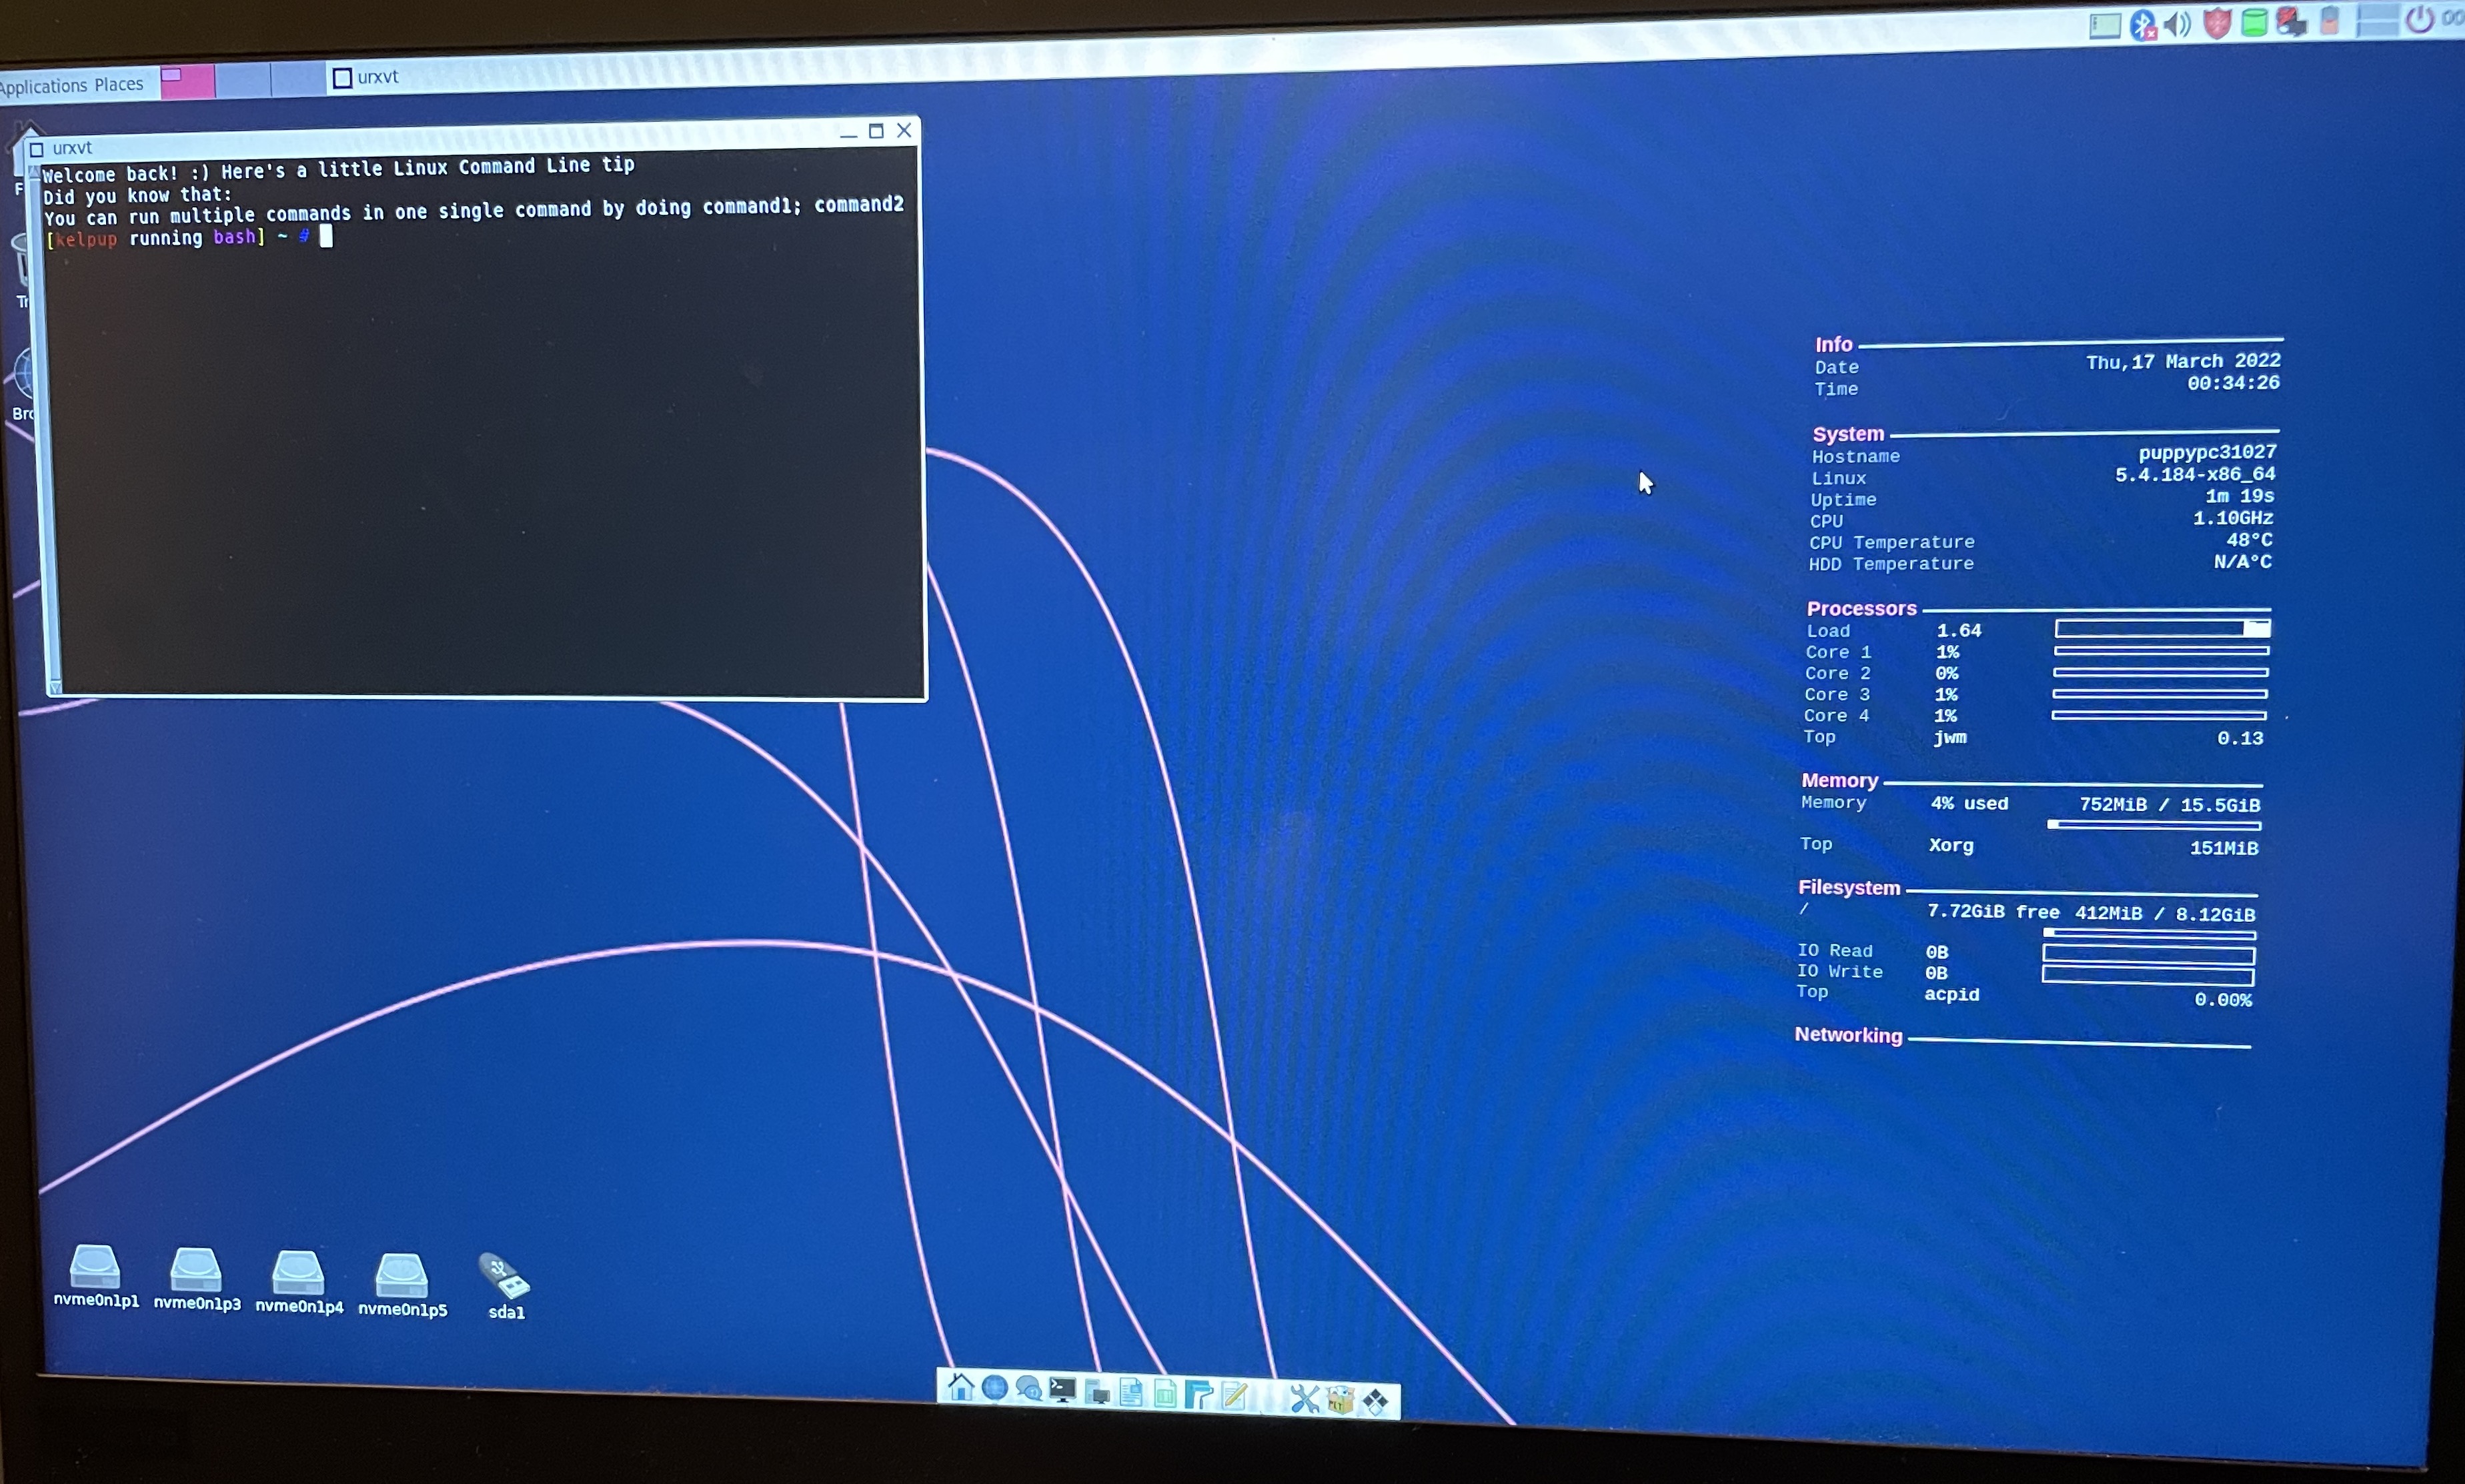 Applications Places
urxvt
urxvt
Welcome back! :) Here's a little Linux Command Line tip
Did you know that:
You can run multiple commands in one single command by doing command1; command2
[kelpup running bash] ~ #
Info
Date Thu,17 March 2022
Time 00:34:26
System
Hostname puppypc31027
Linux 5.4.184-x86_64
Uptime 1m 19s
CPU 1.10GHz
CPU Temperature 48°C
HDD Temperature N/A°C
Processors
Load 1.64
Core 1 1%
Core 2 0%
Core 3 1%
Core 4 1%
Top jwm 0.13
Memory
Memory 4% used 752MiB / 15.5GiB
Top Xorg 151MiB
Filesystem
/ 7.72GiB free 412MiB / 8.12GiB
IO Read 0B
IO Write 0B
Top acpid 0.00%
Networking
nvme0n1p1 nvme0n1p3 nvme0n1p4 nvme0n1p5 sda1